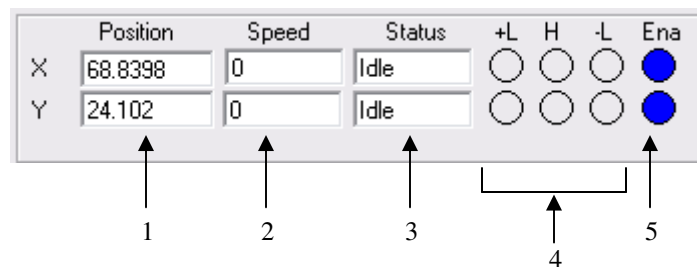 Position Speed Status +L H -L Ena
X 68.8398 0 Idle
Y 24.102 0 Idle
1 2 3 4 5